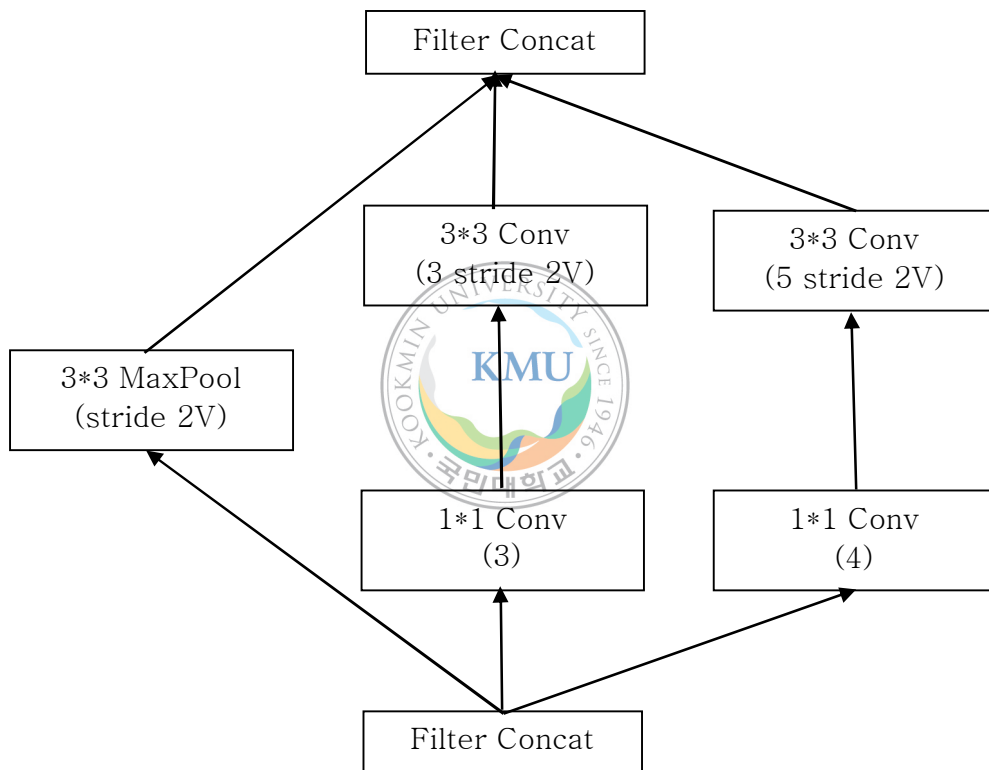 Filter Concat
3*3 Conv
(3 stride 2V)
3*3 Conv
(5 stride 2V)
3*3 MaxPool
(stride 2V)
KOOKMIN UNIVERSITY SINCE 1946
KMU
국민대학교
1*1 Conv
(3)
1*1 Conv
(4)
Filter Concat